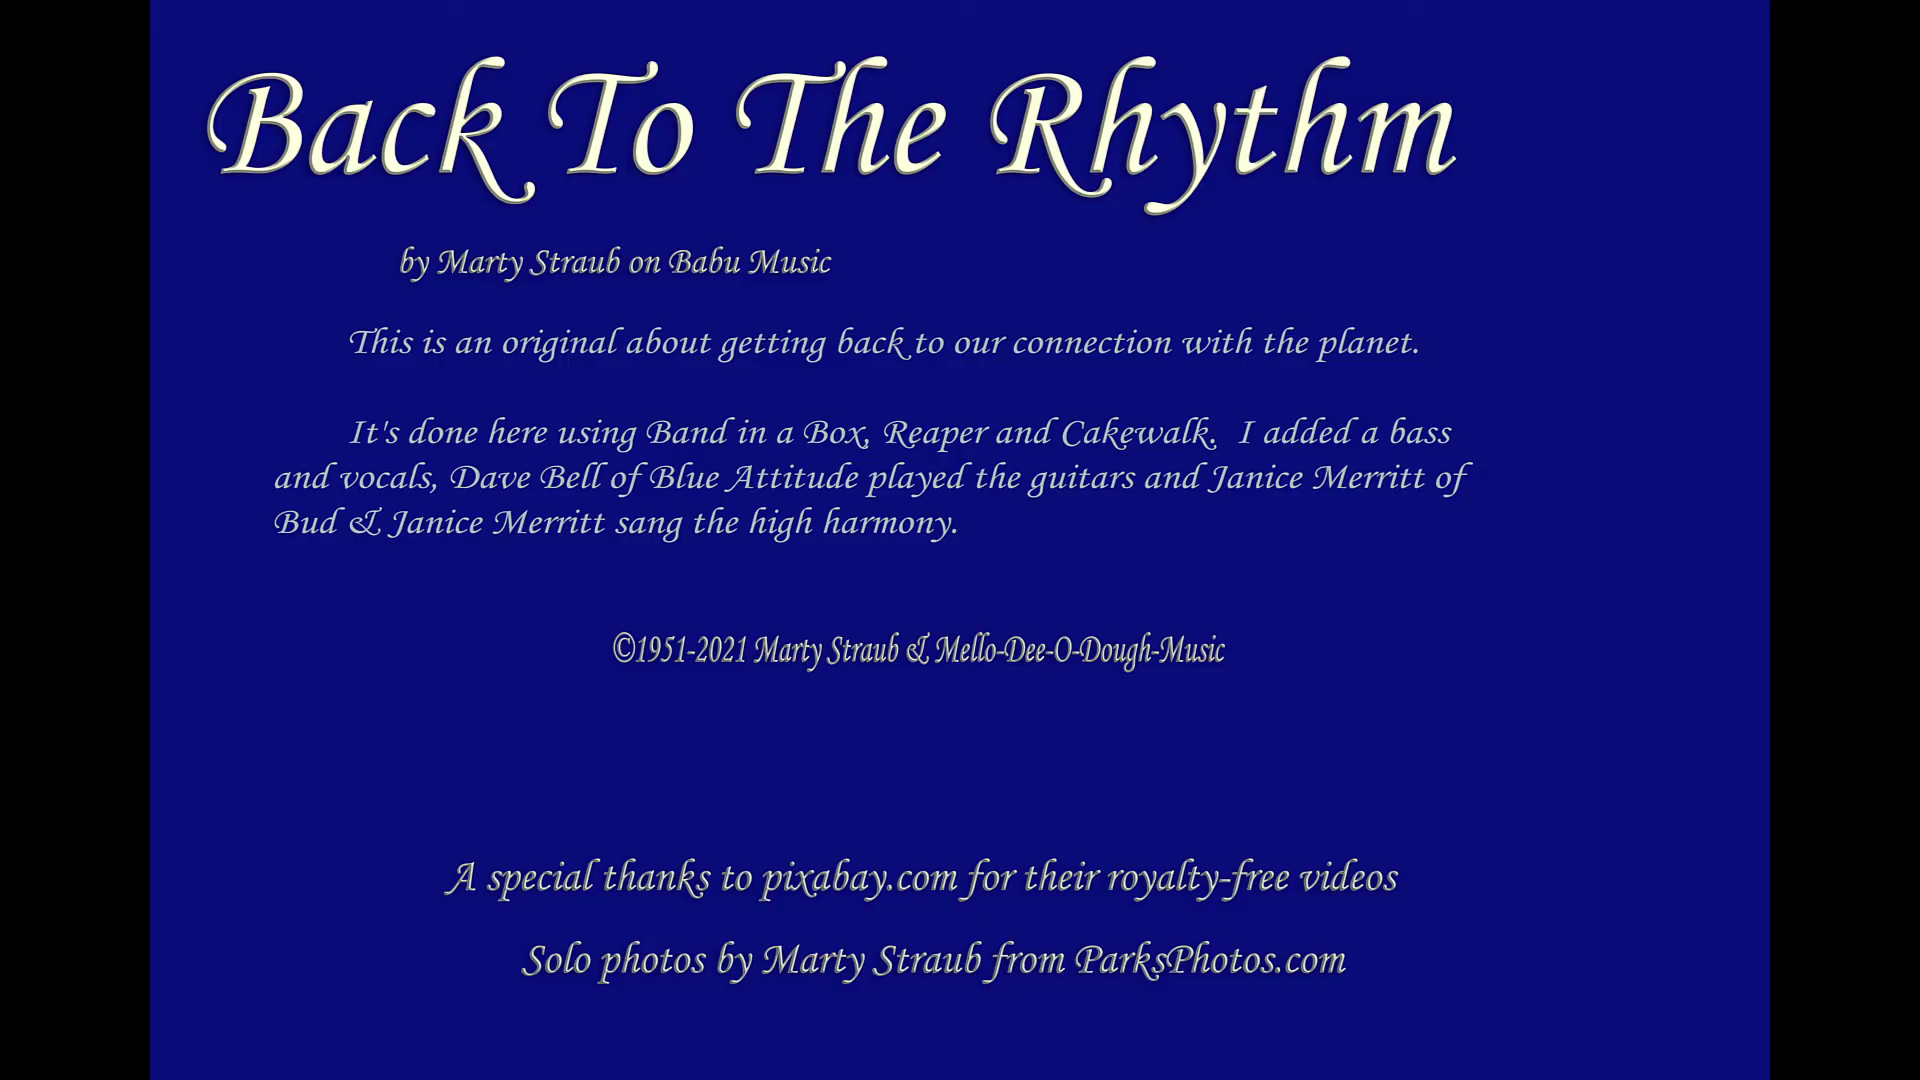 Back To The Rhythm
by Marty Straub on Babu Music
This is an original about getting back to our connection with the planet.
It's done here using Band in a Box, Reaper and Cakewalk.  I added a bass
and vocals, Dave Bell of Blue Attitude played the guitars and Janice Merritt of
Bud & Janice Merritt sang the high harmony.
©1951-2021 Marty Straub & Mello-Dee-O-Dough-Music
A special thanks to pixabay.com for their royalty-free videos
Solo photos by Marty Straub from ParksPhotos.com